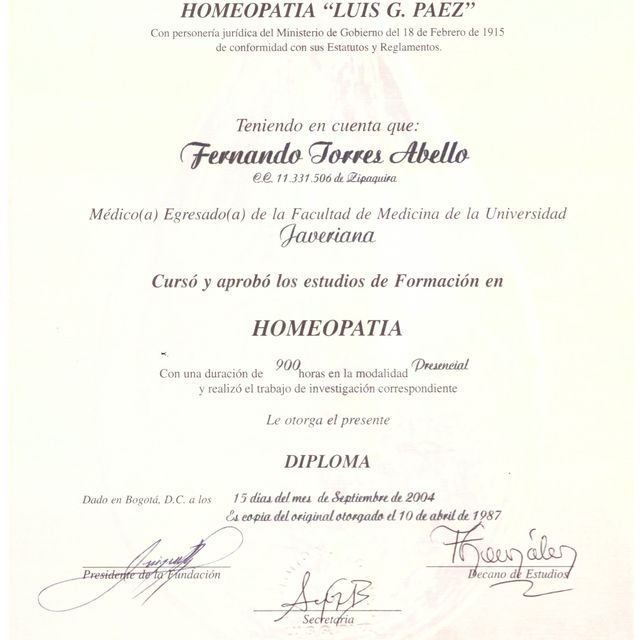 HOMEOPATIA “LUIS G. PAEZ”
Con personería jurídica del Ministerio de Gobierno del 18 de Febrero de 1915
de conformidad con sus Estatutos y Reglamentos.
Teniendo en cuenta que:
Fernando Torres Abello
C.C. 11.331.506 de Zipaquira
Médico(a) Egresado(a) de la Facultad de Medicina de la Universidad
Javeriana
Cursó y aprobó los estudios de Formación en
HOMEOPATIA
Con una duración de 900 horas en la modalidad Presencial
y realizó el trabajo de investigación correspondiente
Le otorga el presente
DIPLOMA
Dado en Bogotá, D.C. a los 15 dias del mes de Septiembre de 2004
Es copia del original otorgado el 10 de abril de 1987
Presidente de la Fundación
Decano de Estudios
Secretaria